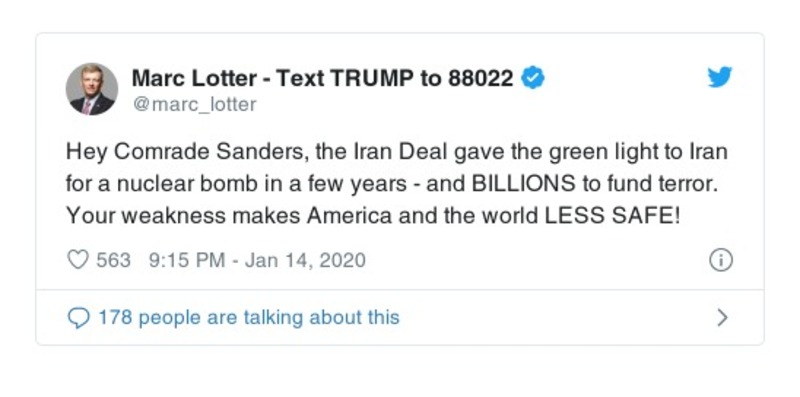 Marc Lotter - Text TRUMP to 88022
@marc_lotter
Hey Comrade Sanders, the Iran Deal gave the green light to Iran
for a nuclear bomb in a few years - and BILLIONS to fund terror.
Your weakness makes America and the world LESS SAFE!
563 9:15 PM - Jan 14, 2020
178 people are talking about this